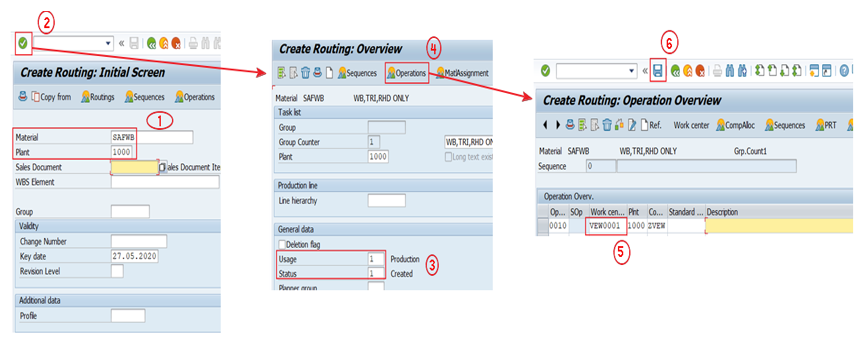 2
Create Routing: Initial Screen
Copy from Routings Sequences Operations
1
Material SAFWB
Plant 1000
Sales Document ales Document Ite
WBS Element
Group
Validity
Change Number
Key date 27.05.2020
Revision Level
Additional data
Profile
Create Routing: Overview
4
Sequences Operations MatlAssignment
Material SAFWB WB,TRI,RHD ONLY
Task list
Group
Group Counter 1 WB,TRI,RHD ON
Plant 1000 Long text exist
Production line
Line hierarchy
General data
Deletion flag
Usage 1 Production
Status 1 Created
3
Planner group
6
Create Routing: Operation Overview
Ref. Work center CompAlloc Sequences PRT
Material SAFWB WB,TRI,RHD ONLY Grp.Count1
Sequence 0
Operation Overv.
Op... SOp Work cen... Plnt Co... Standard ... Description
0010 VEW0001 1000 ZVEW
5